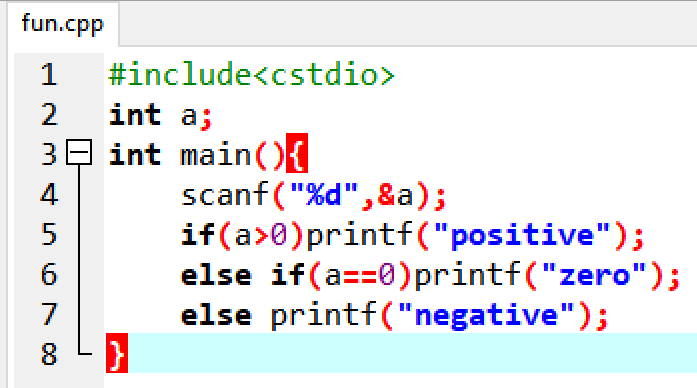 fun.cpp
1 #include<cstdio>
2 int a;
3 int main(){
4 scanf("%d",&a);
5 if(a>0)printf("positive");
6 else if(a==0)printf("zero");
7 else printf("negative");
8 }